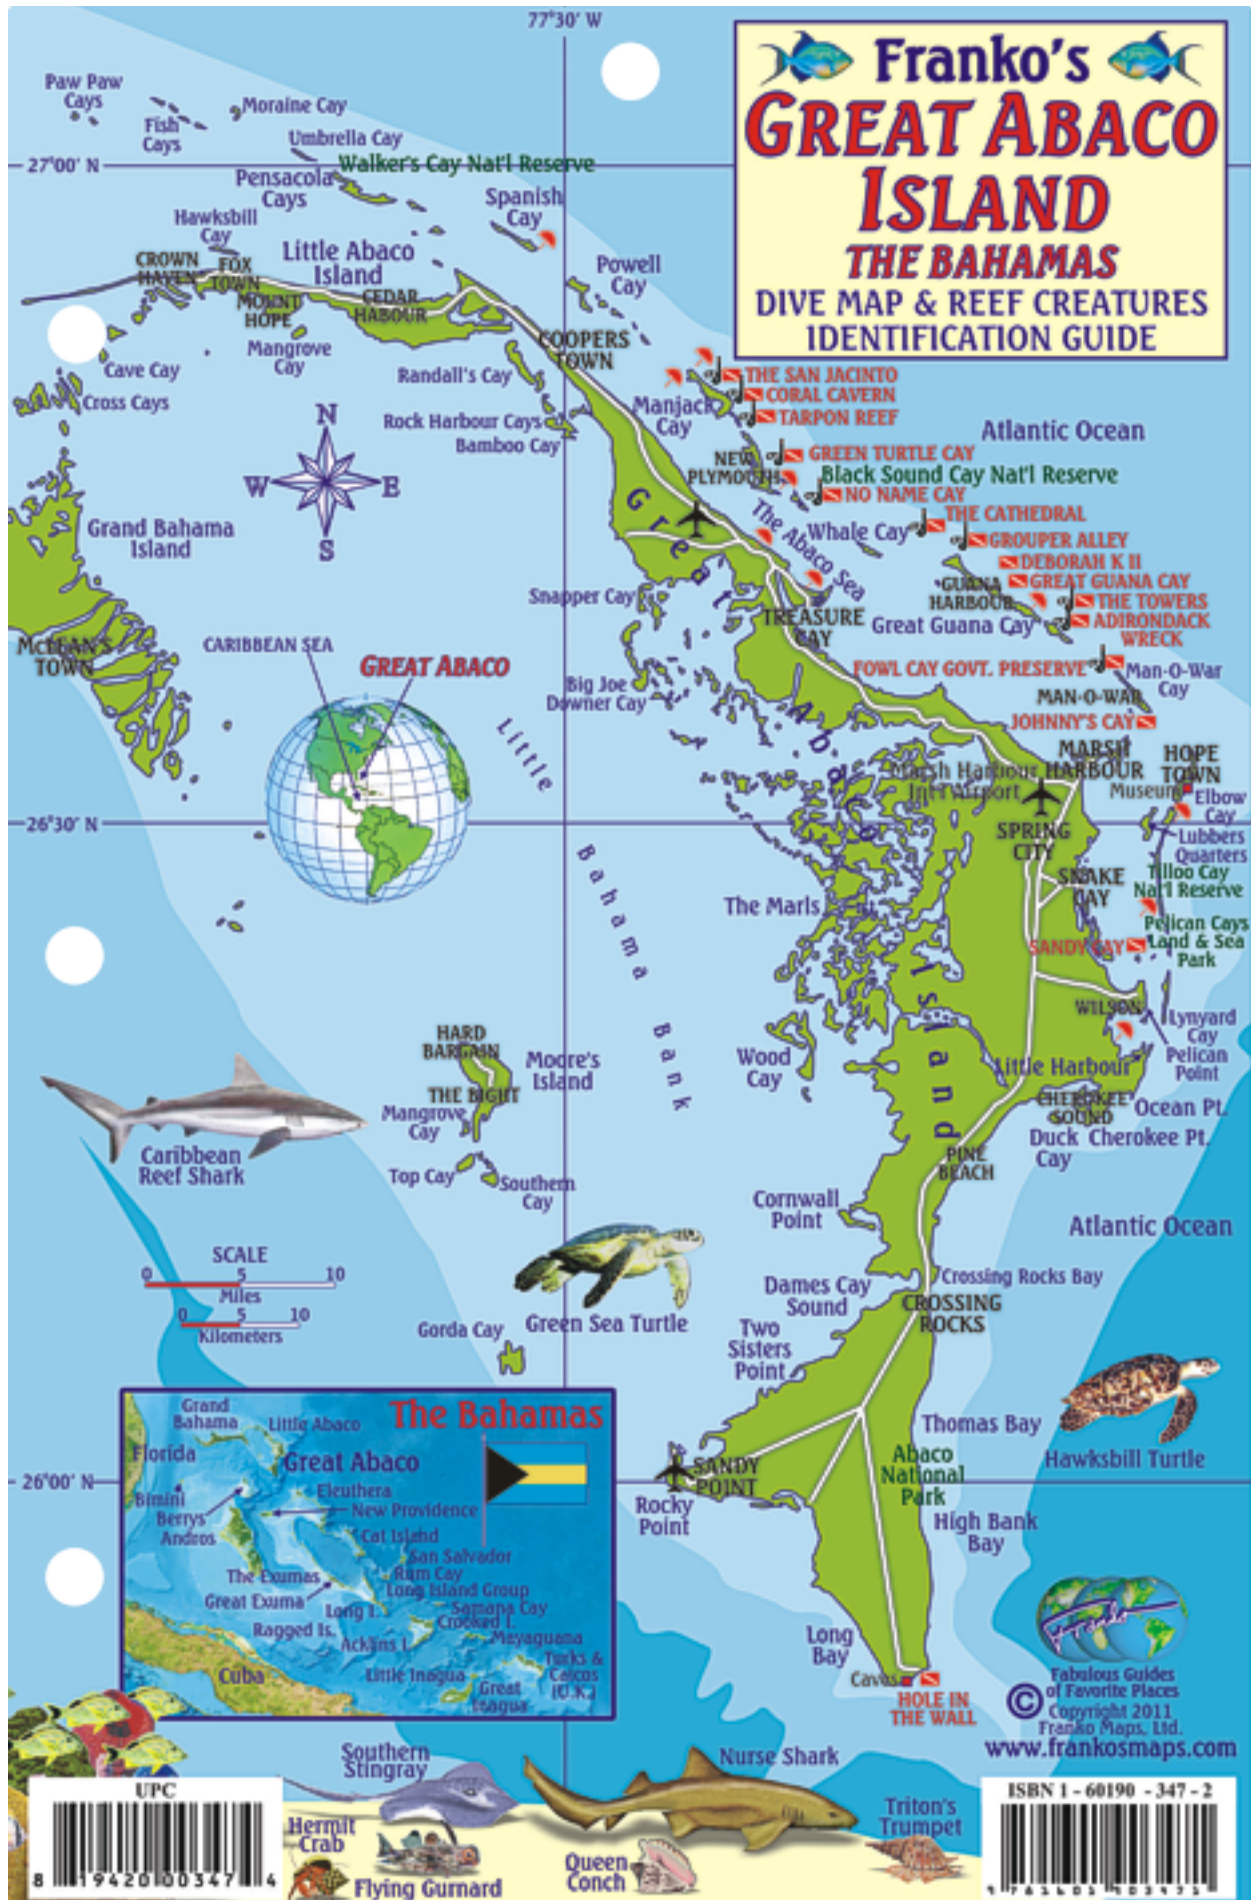 77°30' W
Franko's
GREAT ABACO
ISLAND
THE BAHAMAS
DIVE MAP & REEF CREATURES
IDENTIFICATION GUIDE
Paw Paw
Cays
Fish
Cays
Moraine Cay
Umbrella Cay
27°00' N
Walker's Cay Nat'l Reserve
Pensacola
Cays
Spanish
Cay
Hawksbill
Cay
Little Abaco
Island
CROWN
HAVEN
FOX
TOWN
MOUNT
HOPE
CEDAR
HABOUR
Powell
Cay
COOPERS
TOWN
Mangrove
Cay
Cave Cay
Cross Cays
Randall's Cay
Rock Harbour Cays
Bamboo Cay
Manjack
Cay
THE SAN JACINTO
CORAL CAVERN
TARPON REEF
Atlantic Ocean
NEW
PLYMOUTH
GREEN TURTLE CAY
Black Sound Cay Nat'l Reserve
NO NAME CAY
THE CATHEDRAL
Whale Cay
GROUPER ALLEY
DEBORAH K II
GREAT GUANA CAY
THE TOWERS
ADIRONDACK
WRECK
GUANA
HARBOUR
Great Guana Cay
The Abaco Sea
N
W E
S
Grand Bahama
Island
McLEAN'S
TOWN
CARIBBEAN SEA
GREAT ABACO
Snapper Cay
TREASURE
CAY
Great Abaco Island
Big Joe
Downer Cay
FOWL CAY GOVT. PRESERVE
Man-O-War
Cay
MAN-O-WAR
JOHNNY'S CAY
MARSH
HARBOUR
Marsh Harbour
Int'l Airport
HOPE
TOWN
Museum
Elbow
Cay
Lubbers
Quarters
26°30' N
SPRING
CITY
SNAKE
CAY
Tilloo Cay
Nat'l Reserve
Pelican Cays
Land & Sea
Park
SANDY CAY
Little Bahama Bank
The Marls
WILSON
Lynyard
Cay
Pelican
Point
Wood
Cay
Little Harbour
CHEROKEE
SOUND
Ocean Pt.
Duck
Cay
Cherokee Pt.
HARD
BARGAIN
THE BIGHT
Moore's
Island
Mangrove
Cay
Top Cay
Southern
Cay
Caribbean
Reef Shark
PINE
BEACH
Cornwall
Point
Atlantic Ocean
SCALE
0 5 10
Miles
0 5 10
Kilometers
Green Sea Turtle
Gorda Cay
Dames Cay
Sound
Crossing Rocks Bay
CROSSING
ROCKS
Two
Sisters
Point
Thomas Bay
Hawksbill Turtle
26°00' N
SANDY
POINT
Rocky
Point
Abaco
National
Park
High Bank
Bay
Long
Bay
Caves
HOLE IN
THE WALL
The Bahamas
Grand
Bahama
Little Abaco
Florida
Great Abaco
Bimini
Berrys
Andros
Eleuthera
New Providence
Cat Islehd
San Salvador
Rum Cay
The Exumas
Great Exuma
Long Island Group
Long I.
Samana Cay
Crooked I.
Ragged Is.
Acklins I.
Mayaguana
Cuba
Little Inagua
Great
Inagua
Turks &
Caicos
(U.K.)
Franko
Fabulous Guides
of Favorite Places
© Copyright 2011
Franko Maps, Ltd.
www.frankosmaps.com
Southern
Stingray
Nurse Shark
Hermit
Crab
Flying Gurnard
Queen
Conch
Triton's
Trumpet
UPC
8 19420 00347 4
ISBN 1 - 60190 - 347 - 2